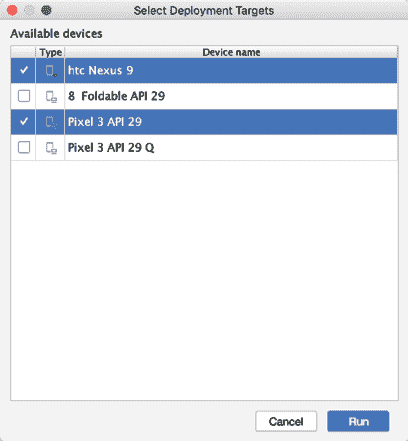 Select Deployment Targets
Available devices
Type Device name
htc Nexus 9
8 Foldable API 29
Pixel 3 API 29
Pixel 3 API 29 Q
Cancel Run